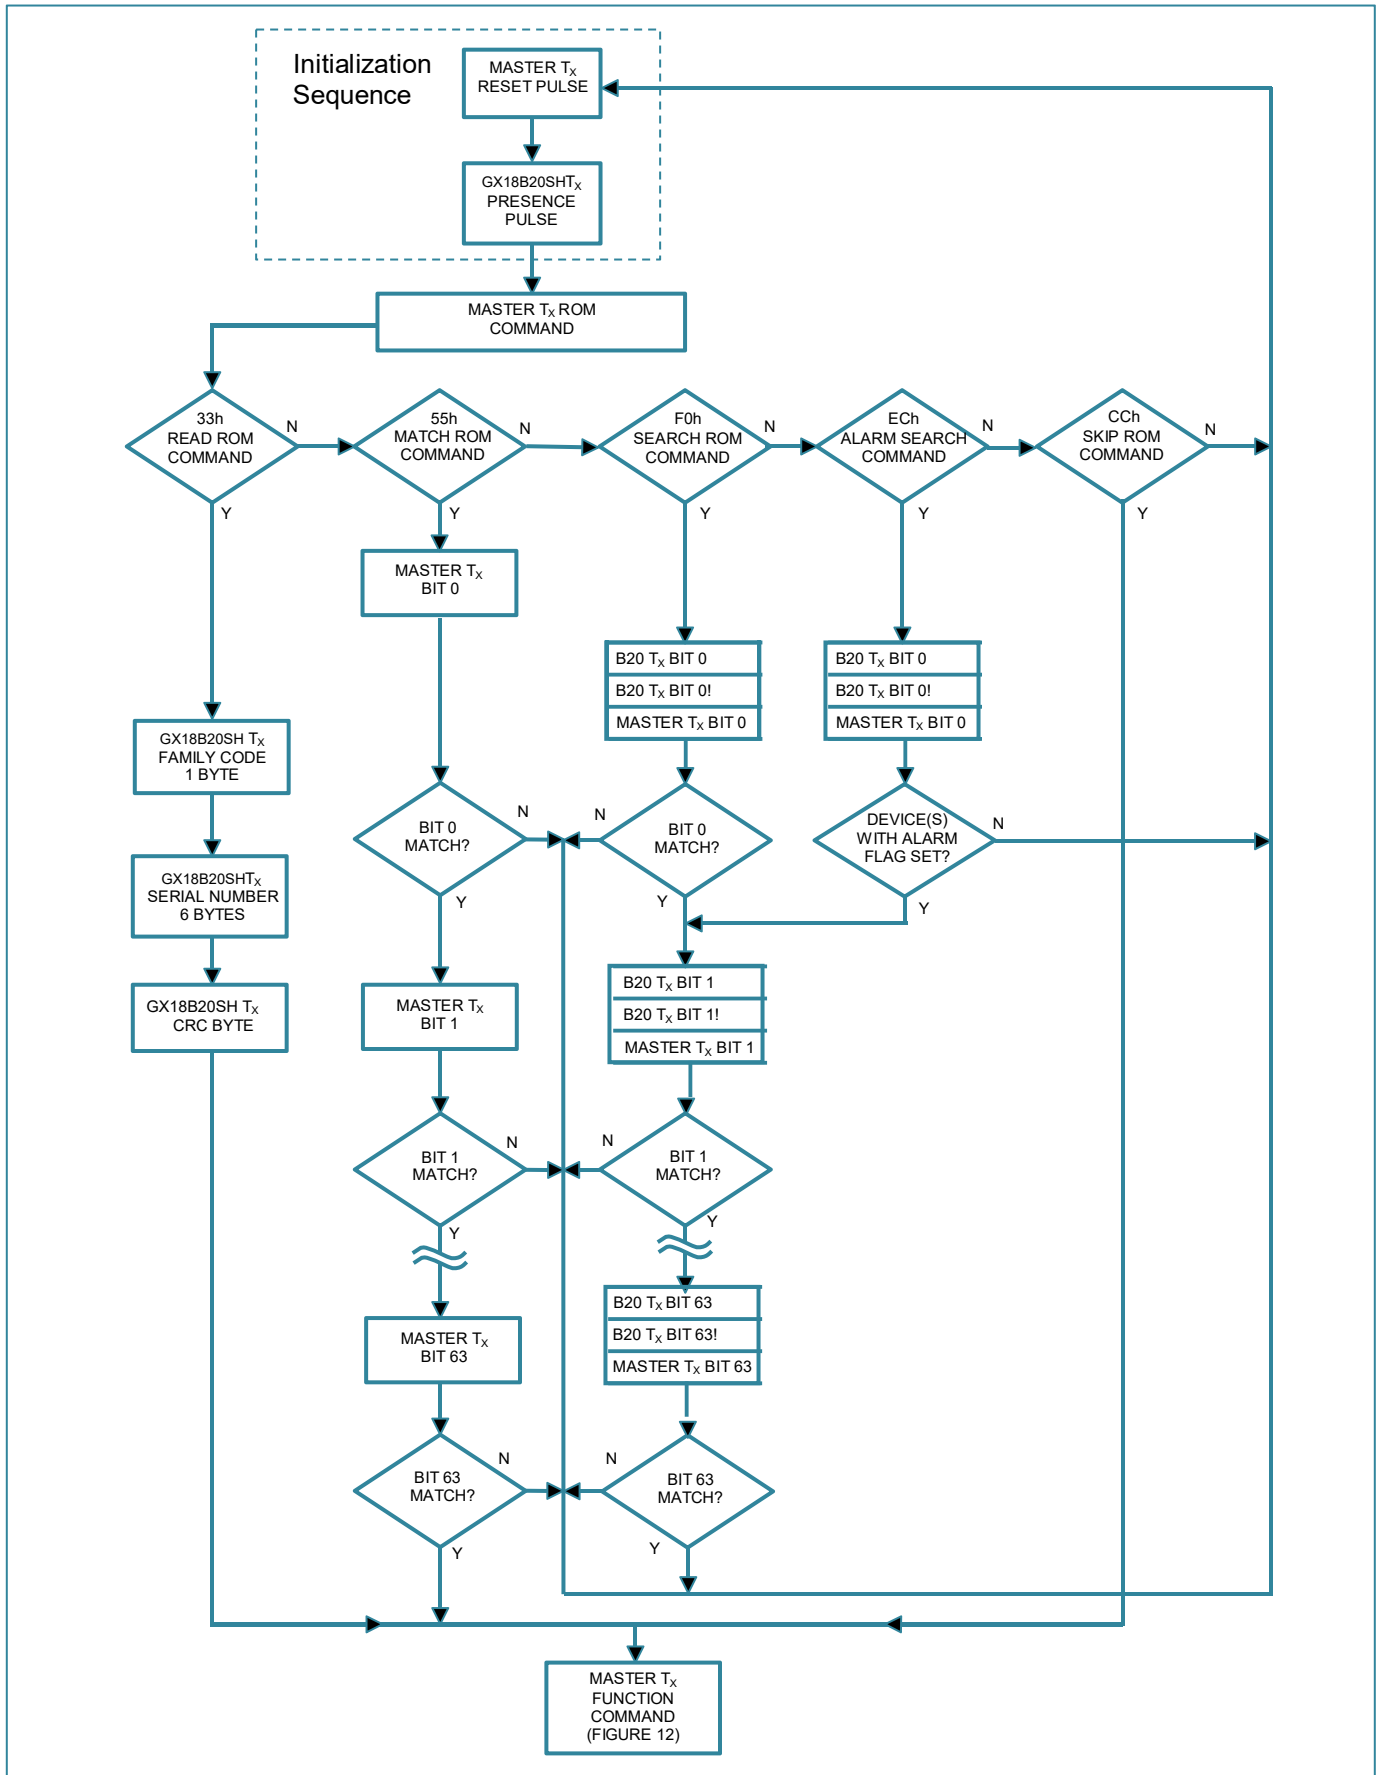 Initialization
Sequence
MASTER TX
RESET PULSE
GX18B20SHTX
PRESENCE
PULSE
MASTER TX ROM
COMMAND
33h
READ ROM
COMMAND
N
Y
55h
MATCH ROM
COMMAND
N
Y
F0h
SEARCH ROM
COMMAND
N
Y
ECh
ALARM SEARCH
COMMAND
N
Y
CCh
SKIP ROM
COMMAND
N
Y
GX18B20SH TX
FAMILY CODE
1 BYTE
GX18B20SHTX
SERIAL NUMBER
6 BYTES
GX18B20SH TX
CRC BYTE
MASTER TX
BIT 0
BIT 0
MATCH?
N
Y
MASTER TX
BIT 1
BIT 1
MATCH?
N
Y
MASTER TX
BIT 63
BIT 63
MATCH?
N
Y
B20 TX BIT 0
B20 TX BIT 0!
MASTER TX BIT 0
BIT 0
MATCH?
N
Y
B20 TX BIT 1
B20 TX BIT 1!
MASTER TX BIT 1
BIT 1
MATCH?
N
Y
B20 TX BIT 63
B20 TX BIT 63!
MASTER TX BIT 63
BIT 63
MATCH?
N
Y
B20 TX BIT 0
B20 TX BIT 0!
MASTER TX BIT 0
DEVICE(S)
WITH ALARM
FLAG SET?
N
Y
MASTER TX
FUNCTION
COMMAND
(FIGURE 12)